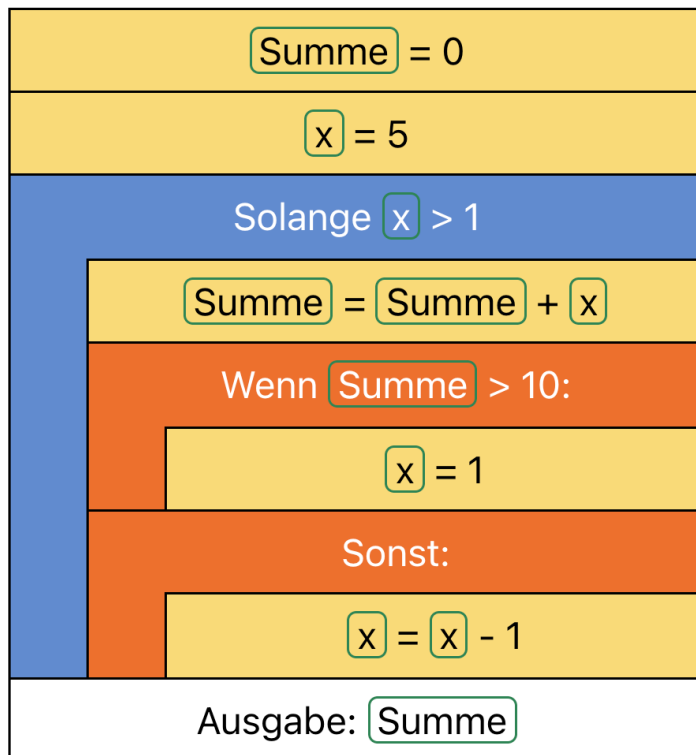 Summe = 0
x = 5
Solange x > 1
Summe = Summe + x
Wenn Summe > 10:
x = 1
Sonst:
x = x - 1
Ausgabe: Summe